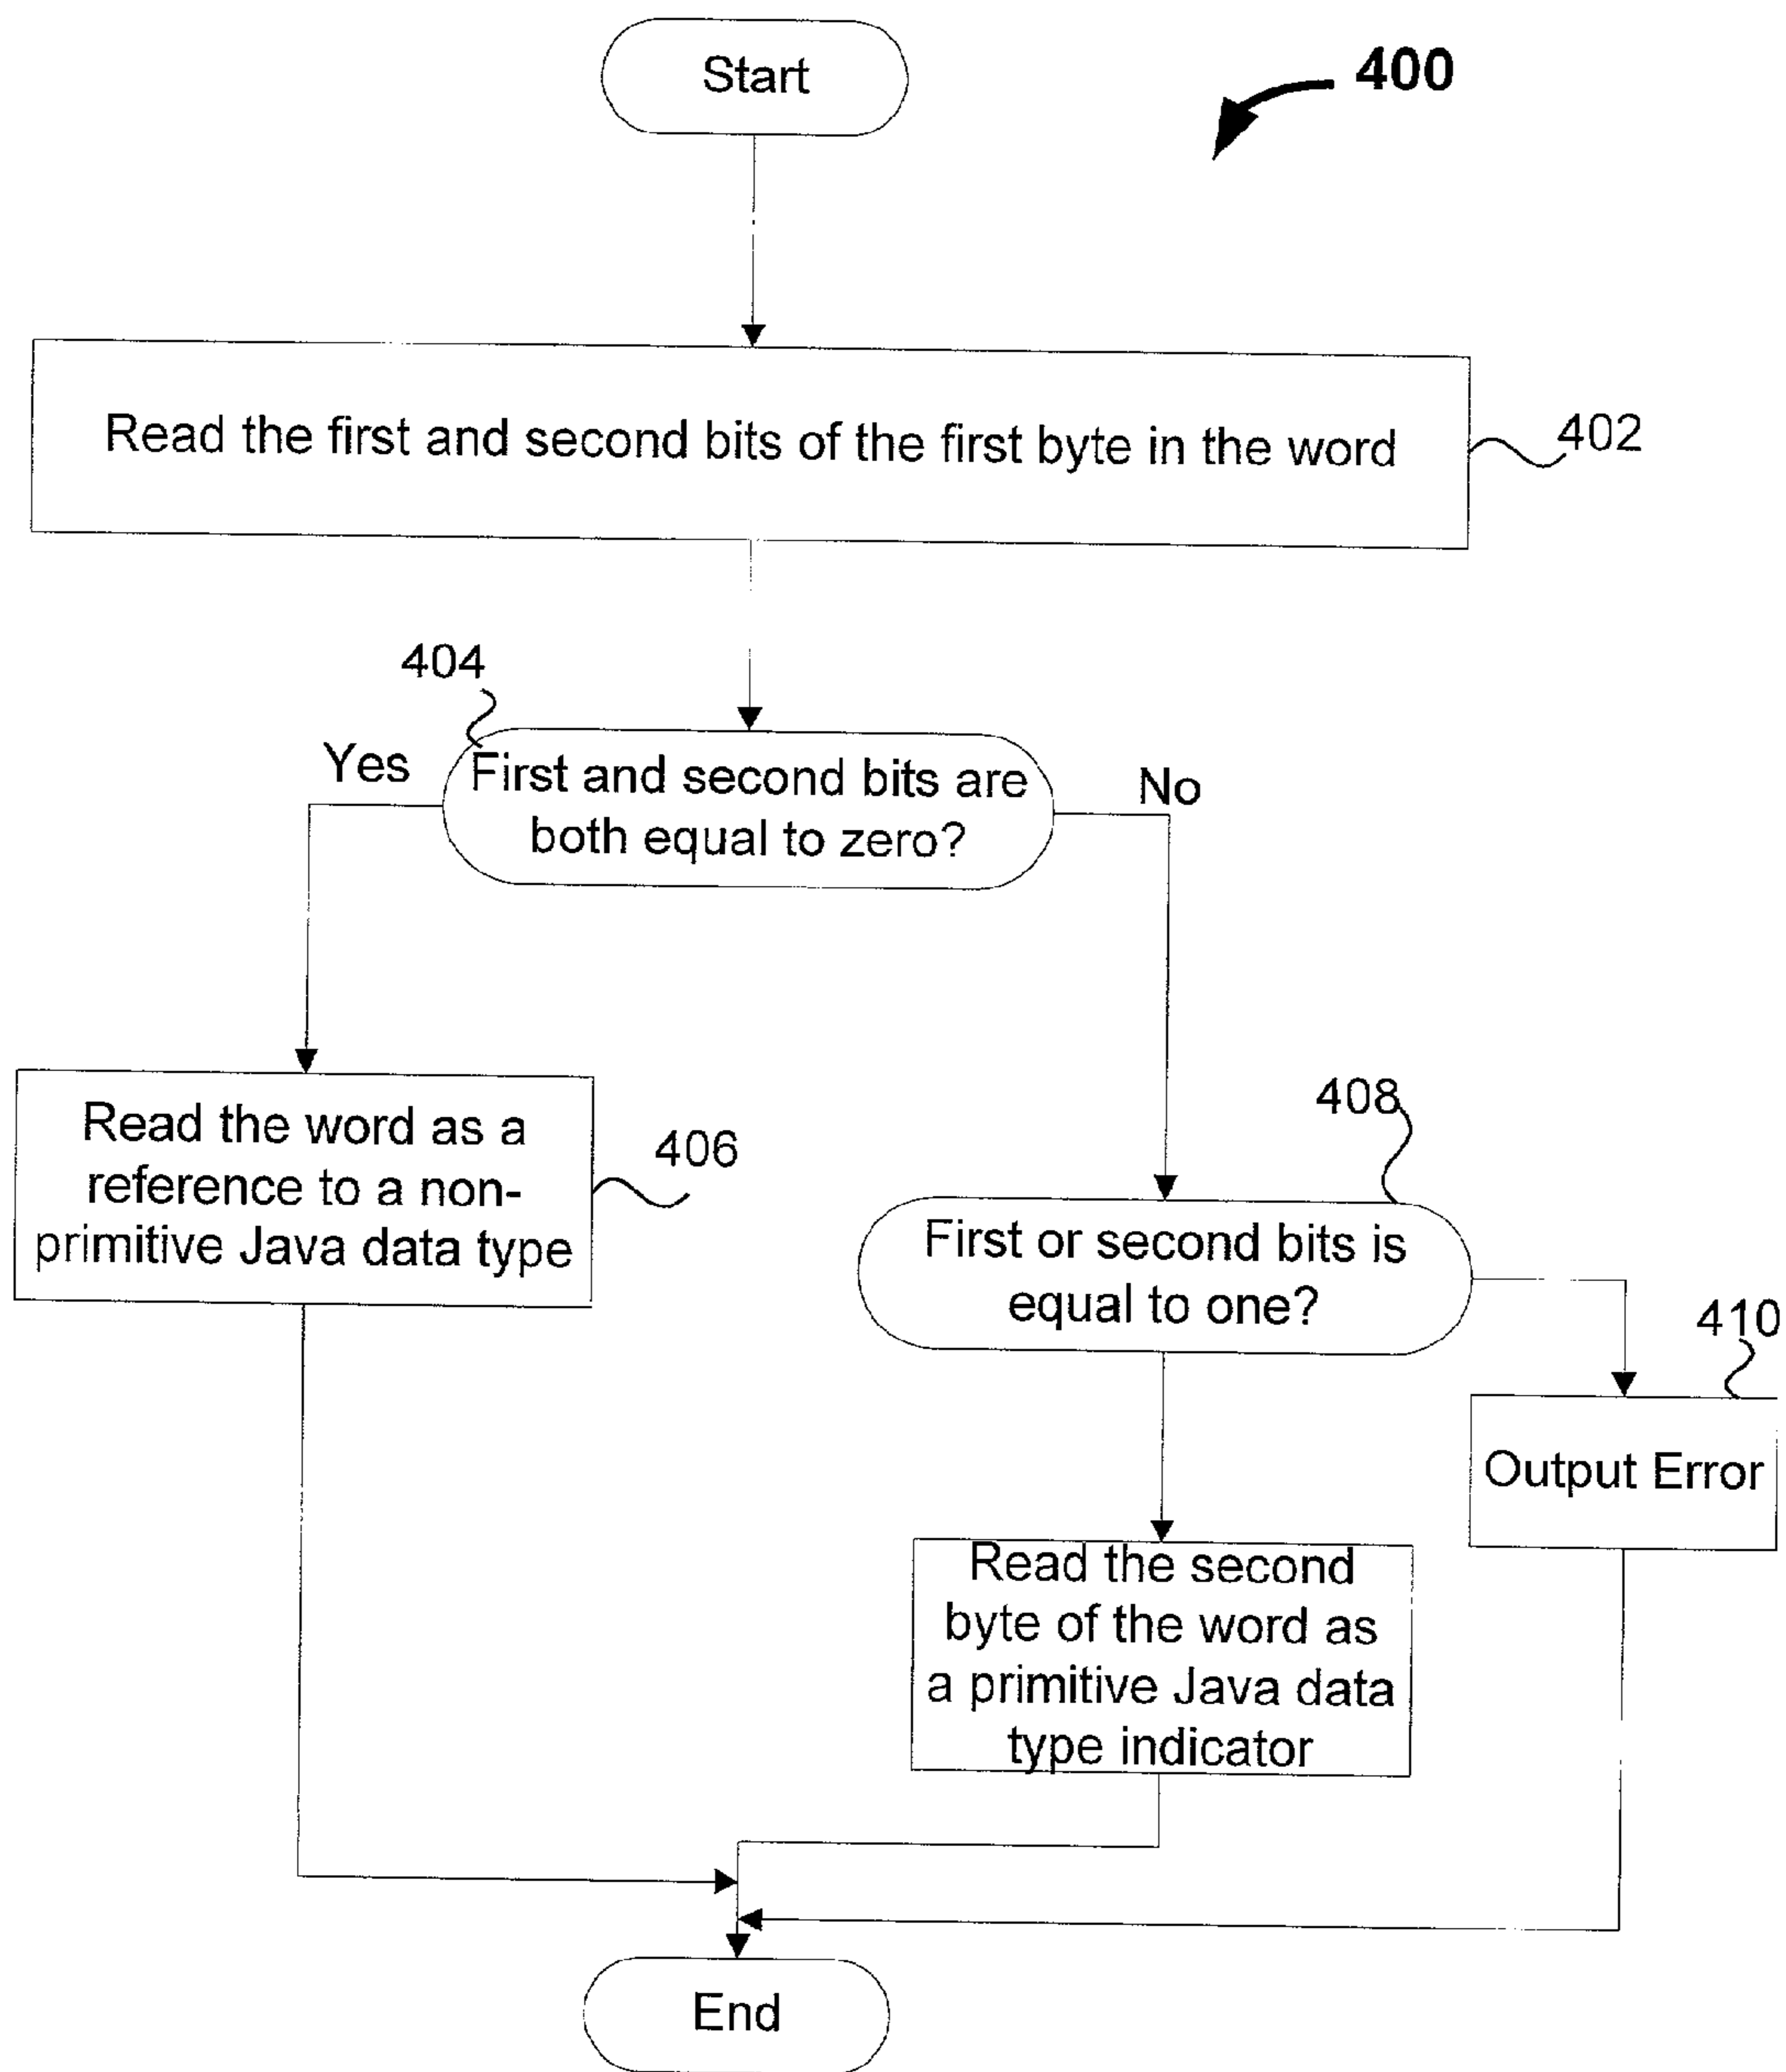 Start
400
Read the first and second bits of the first byte in the word
402
404
Yes
First and second bits are
both equal to zero?
No
Read the word as a
reference to a non-
primitive Java data type
406
408
First or second bits is
equal to one?
410
Output Error
Read the second
byte of the word as
a primitive Java data
type indicator
End